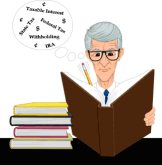 Taxable Interest
State Tax
Federal Tax
Withholding
IRA